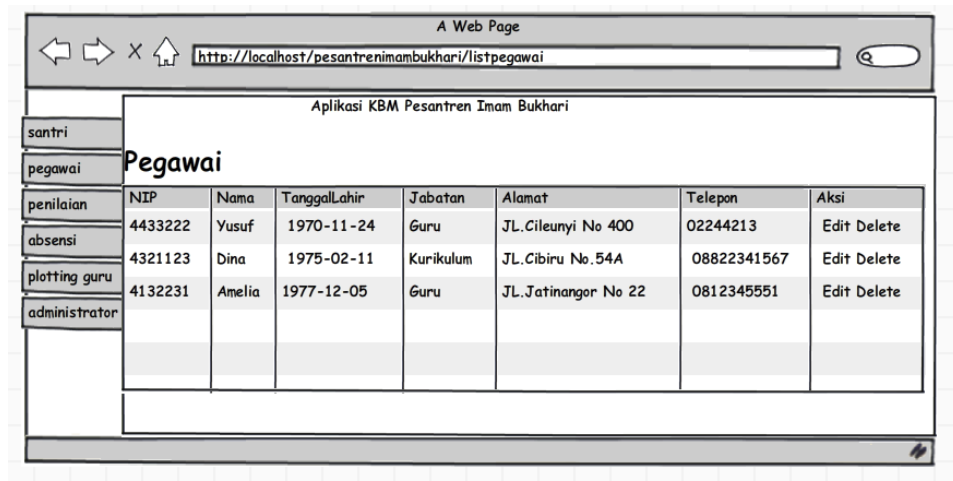 A Web Page
http://localhost/pesantrenimambukhari/listpegawai
Aplikasi KBM Pesantren Imam Bukhari
santri
pegawai
penilaian
absensi
plotting guru
administrator
Pegawai
NIP Nama TanggalLahir Jabatan Alamat Telepon Aksi
4433222 Yusuf 1970-11-24 Guru JL.Cileunyi No 400 02244213 Edit Delete
4321123 Dina 1975-02-11 Kurikulum JL.Cibiru No.54A 08822341567 Edit Delete
4132231 Amelia 1977-12-05 Guru JL.Jatinangor No 22 0812345551 Edit Delete